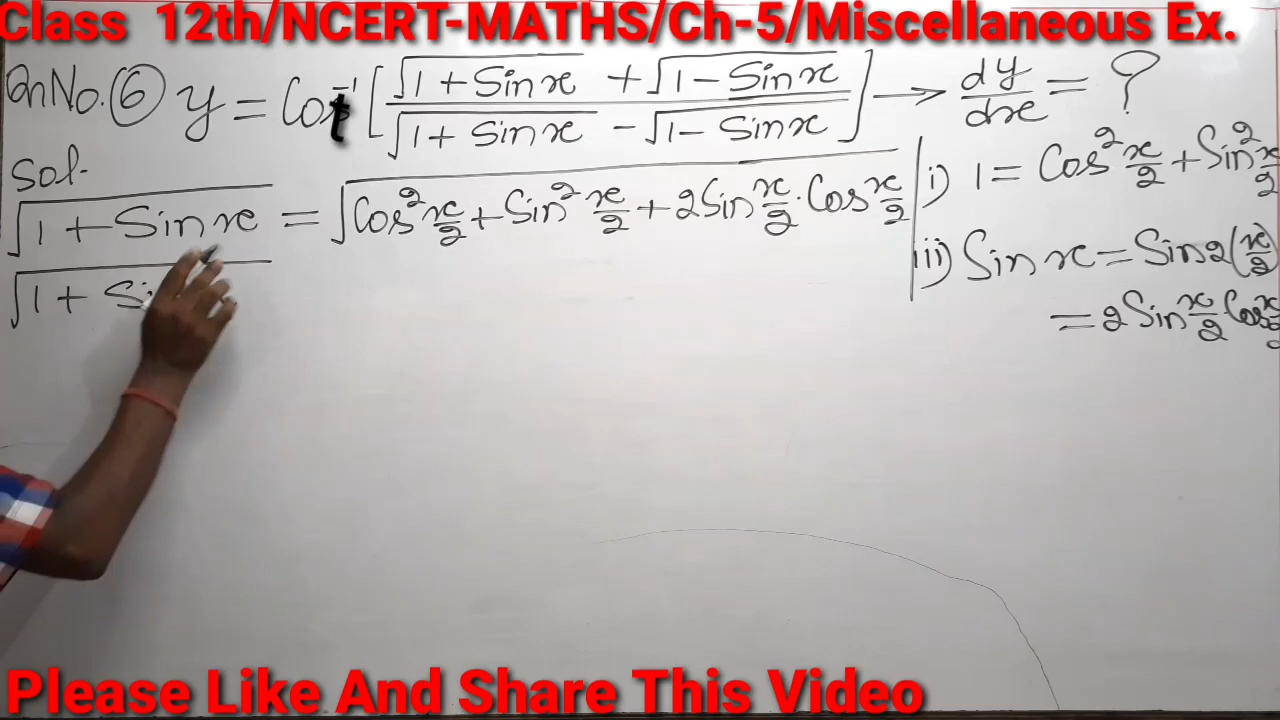 Class 12th/NCERT-MATHS/Ch-5/Miscellaneous Ex.
QnNo.(6) y = Cot⁻¹ [(√(1 + Sin x) + √(1 - Sin x)) / (√(1 + Sin x) - √(1 - Sin x))] → dy/dx = ?
Sol-
√(1 + Sin x) = √(Cos² x/2 + Sin² x/2 + 2Sin x/2 · Cos x/2)
√(1 + Si
i) 1 = Cos² x/2 + Sin² x/2
ii) Sin x = Sin 2(x/2)
= 2Sin x/2 Cos x/2
Please Like And Share This Video